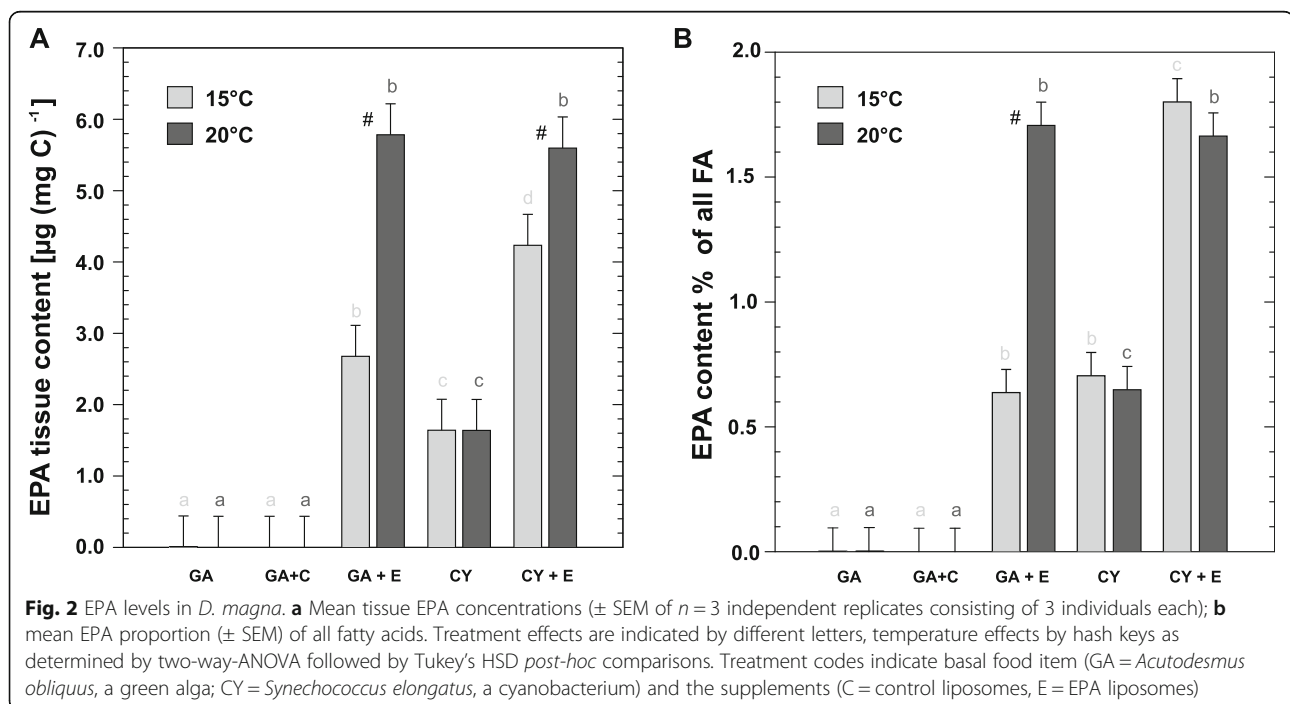 A
EPA tissue content [µg (mg C) -1]
7.0
6.0
5.0
4.0
3.0
2.0
1.0
0.0
15°C
20°C
a a a a b # b c c d # b
GA GA+C GA + E CY CY + E
B
EPA content % of all FA
2.0
1.5
1.0
0.5
0.0
15°C
20°C
a a a a b # b b c c b
GA GA+C GA + E CY CY + E
Fig. 2 EPA levels in D. magna. a Mean tissue EPA concentrations (± SEM of n = 3 independent replicates consisting of 3 individuals each); b
mean EPA proportion (± SEM) of all fatty acids. Treatment effects are indicated by different letters, temperature effects by hash keys as
determined by two-way-ANOVA followed by Tukey's HSD post-hoc comparisons. Treatment codes indicate basal food item (GA = Acutodesmus
obliquus, a green alga; CY = Synechococcus elongatus, a cyanobacterium) and the supplements (C = control liposomes, E = EPA liposomes)